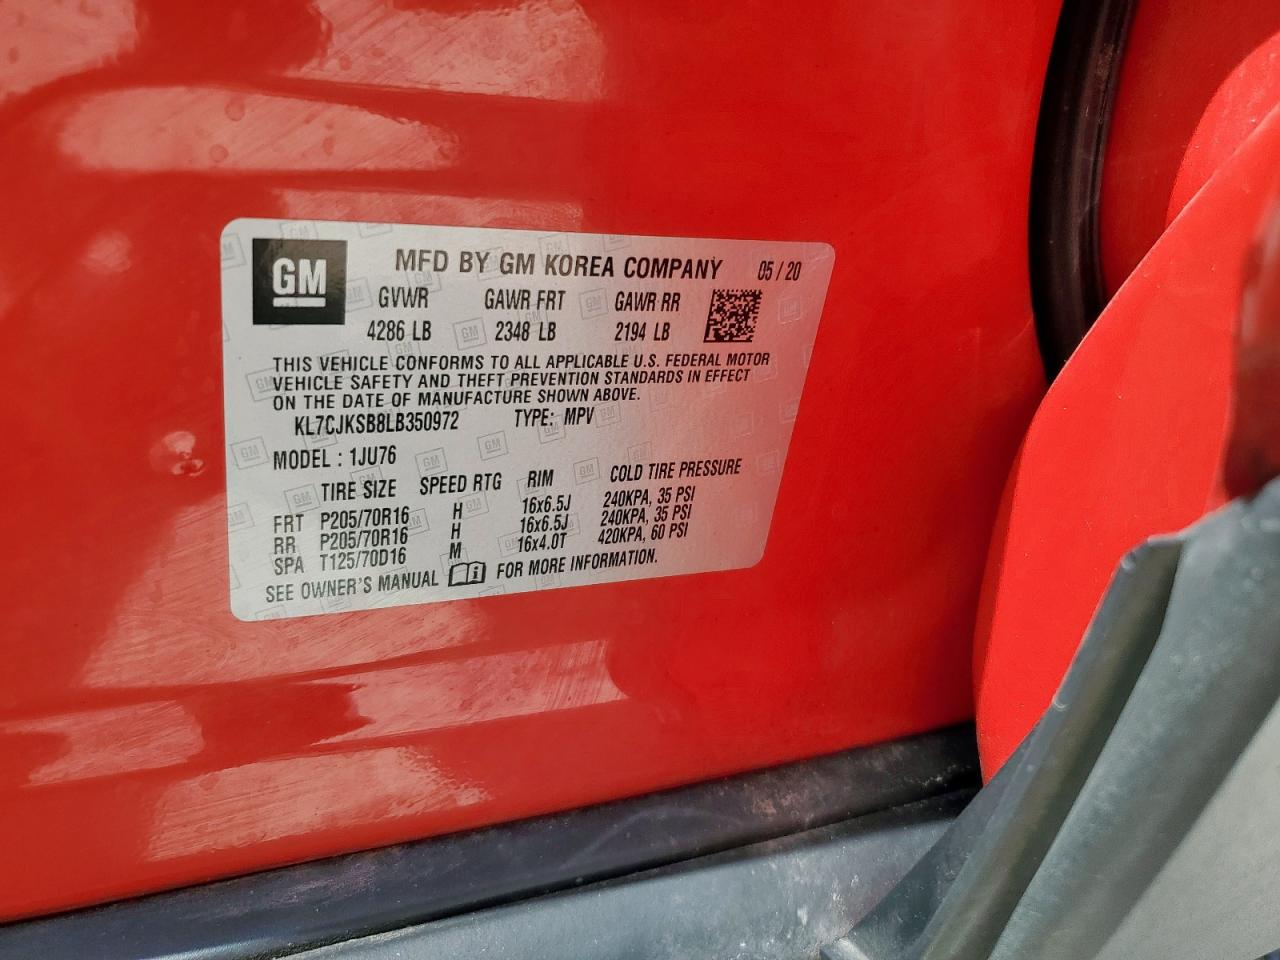 GM
MFD BY GM KOREA COMPANY 05 / 20
GVWR GAWR FRT GAWR RR
4286 LB 2348 LB 2194 LB
THIS VEHICLE CONFORMS TO ALL APPLICABLE U.S. FEDERAL MOTOR
VEHICLE SAFETY AND THEFT PREVENTION STANDARDS IN EFFECT
ON THE DATE OF MANUFACTURE SHOWN ABOVE.
KL7CJKSB8LB350972 TYPE: MPV
MODEL : 1JU76
TIRE SIZE SPEED RTG RIM COLD TIRE PRESSURE
FRT P205/70R16 H 16x6.5J 240KPA, 35 PSI
RR P205/70R16 H 16x6.5J 240KPA, 35 PSI
SPA T125/70D16 M 16x4.0T 420KPA, 60 PSI
SEE OWNER'S MANUAL FOR MORE INFORMATION.